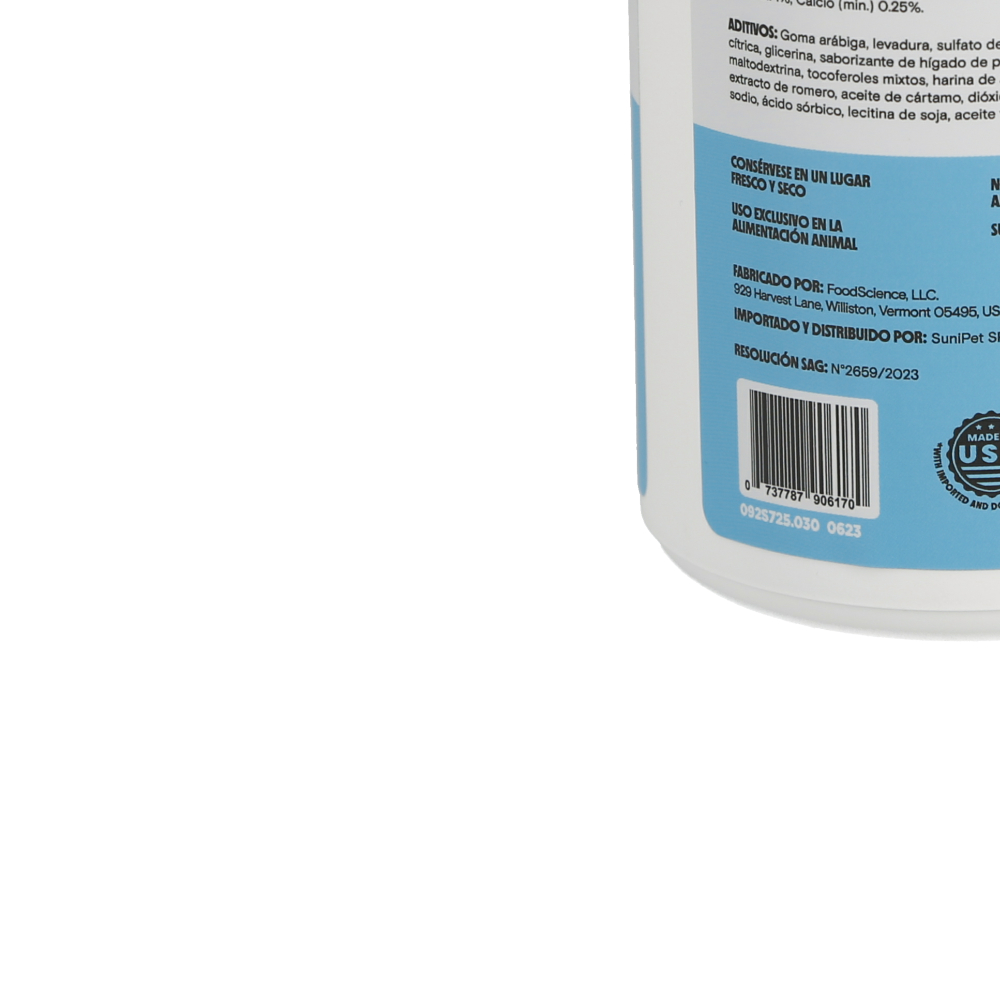 Calcio (min.) 0.25%.
ADITIVOS: Goma arábiga, levadura, sulfato de
cítrica, glicerina, saborizante de hígado de
maltodextrina, tocoferoles mixtos, harina de
extracto de romero, aceite de cártamo,
sodio, ácido sórbico, lecitina de soja, aceite
CONSÉRVESE EN UN LUGAR
FRESCO Y SECO
USO EXCLUSIVO EN LA
ALIMENTACIÓN ANIMAL
FABRICADO POR: FoodScience, LLC.
929 Harvest Lane, Williston, Vermont 05495, US
IMPORTADO Y DISTRIBUIDO POR: SuniPet
RESOLUCIÓN SAG: N°2659/2023
0 737787 906170
0925725.030 0623
MADE
US
*WITH IMPORTED AND